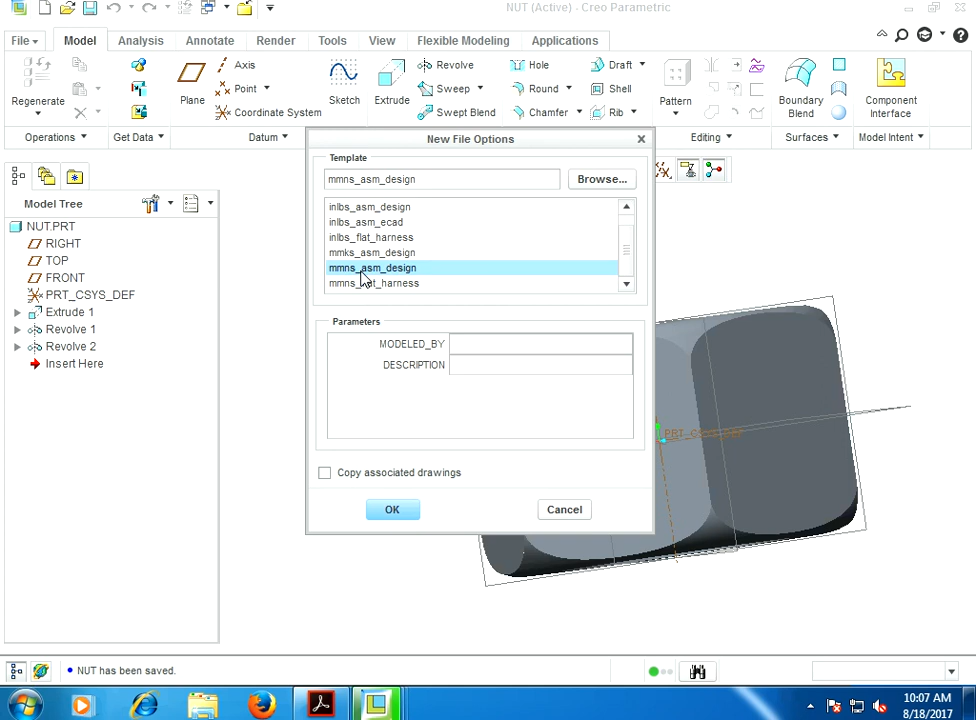 NUT (Active) - Creo Parametric
File Model Analysis Annotate Render Tools View Flexible Modeling Applications
Regenerate
Plane
Axis
Point
Coordinate System
Sketch
Extrude
Revolve
Sweep
Swept Blend
Hole
Round
Chamfer
Draft
Shell
Rib
Pattern
Boundary
Blend
Component
Interface
Operations Get Data Datum Editing Surfaces Model Intent
New File Options
Template
mmns_asm_design
Browse...
inlbs_asm_design
inlbs_asm_ecad
inlbs_flat_harness
mmks_asm_design
mmns_asm_design
mmns_flat_harness
Parameters
MODELED_BY
DESCRIPTION
Copy associated drawings
OK Cancel
Model Tree
NUT.PRT
RIGHT
TOP
FRONT
PRT_CSYS_DEF
Extrude 1
Revolve 1
Revolve 2
Insert Here
PRT_CSYS_DEF
NUT has been saved.
10:07 AM
8/18/2017